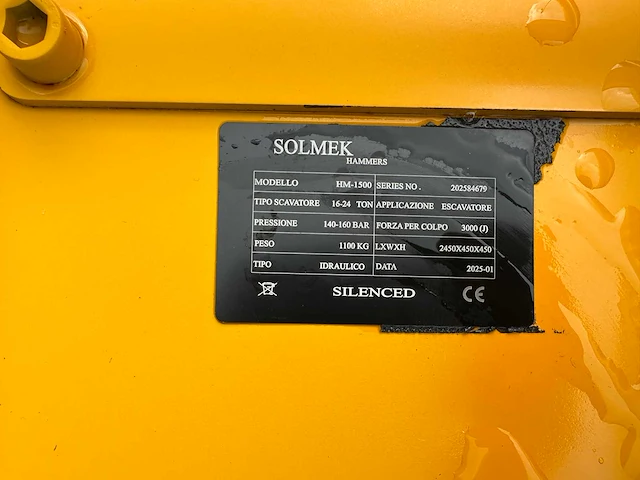 SOLMEK
HAMMERS
MODELLO HM-1500 SERIES NO. 202584679
TIPO SCAVATORE 16-24 TON APPLICAZIONE ESCAVATORE
PRESSIONE 140-160 BAR FORZA PER COLPO 3000 (J)
PESO 1100 KG LXWXH 2450X450X450
TIPO IDRAULICO DATA 2025-01
SILENCED CE